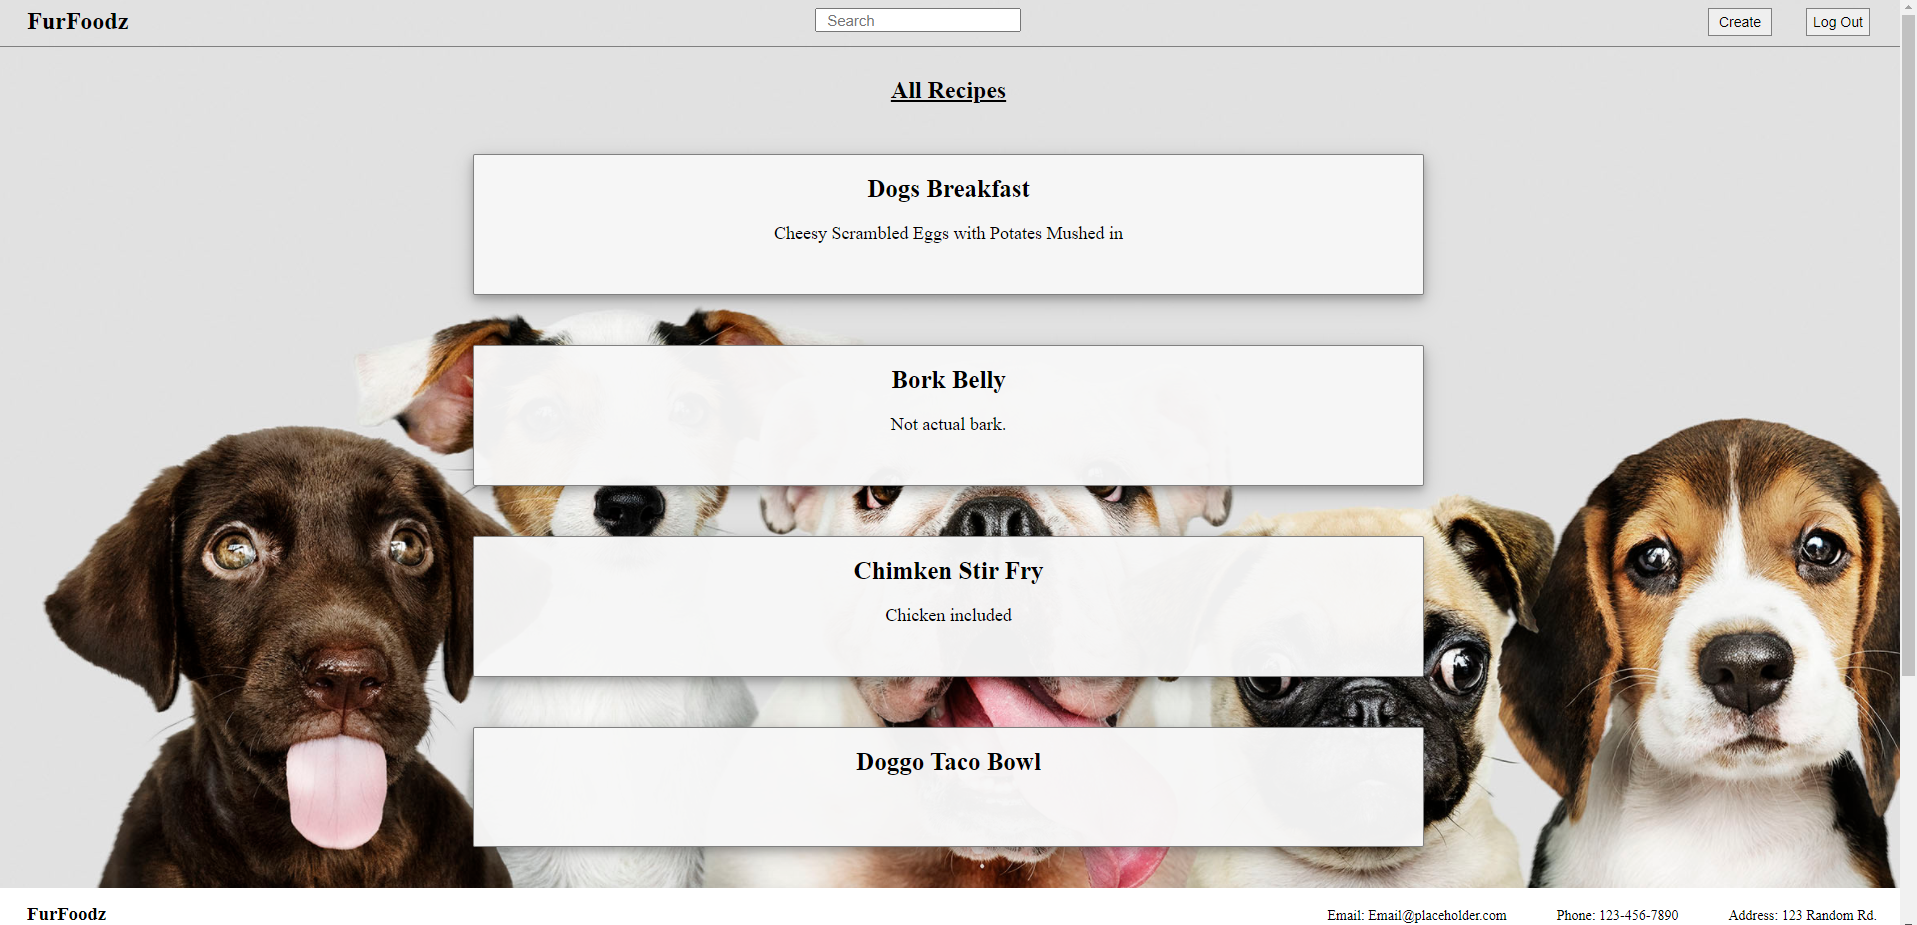 FurFoodz
Search
Create
Log Out
All Recipes
Dogs Breakfast
Cheesy Scrambled Eggs with Potates Mushed in
Bork Belly
Not actual bark.
Chimken Stir Fry
Chicken included
Doggo Taco Bowl
FurFoodz
Email: Email@placeholder.com
Phone: 123-456-7890
Address: 123 Random Rd.